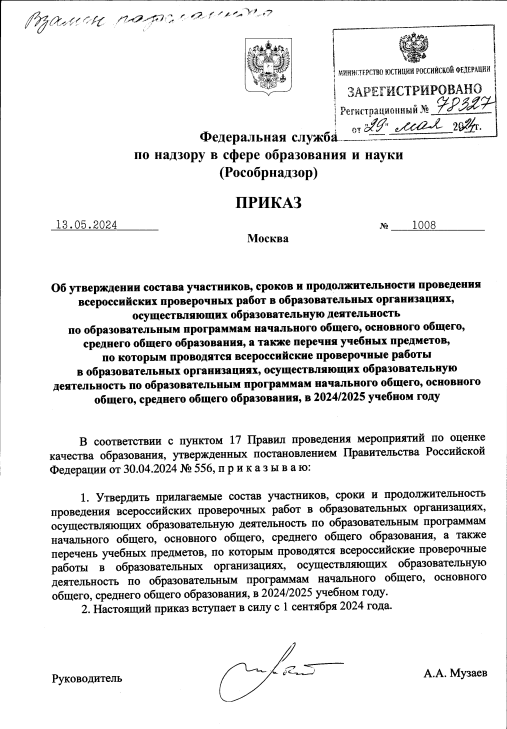 Взамен
МИНИСТЕРСТВО ЮСТИЦИИ РОССИЙСКОЙ ФЕДЕРАЦИИ
ЗАРЕГИСТРИРОВАНО
Регистрационный № 78327
от "29" мая 2024г.
Федеральная служба
по надзору в сфере образования и науки
(Рособрнадзор)
ПРИКАЗ
13.05.2024 № 1008
Москва
Об утверждении состава участников, сроков и продолжительности проведения
всероссийских проверочных работ в образовательных организациях,
осуществляющих образовательную деятельность
по образовательным программам начального общего, основного общего,
среднего общего образования, а также перечня учебных предметов,
по которым проводятся всероссийские проверочные работы
в образовательных организациях, осуществляющих образовательную
деятельность по образовательным программам начального общего, основного
общего, среднего общего образования, в 2024/2025 учебном году
В соответствии с пунктом 17 Правил проведения мероприятий по оценке
качества образования, утвержденных постановлением Правительства Российской
Федерации от 30.04.2024 № 556, п р и к а з ы в а ю:
1. Утвердить прилагаемые состав участников, сроки и продолжительность
проведения всероссийских проверочных работ в образовательных организациях,
осуществляющих образовательную деятельность по образовательным программам
начального общего, основного общего, среднего общего образования, а также
перечень учебных предметов, по которым проводятся всероссийские проверочные
работы в образовательных организациях, осуществляющих образовательную
деятельность по образовательным программам начального общего, основного
общего, среднего общего образования, в 2024/2025 учебном году.
2. Настоящий приказ вступает в силу с 1 сентября 2024 года.
Руководитель А.А. Музаев